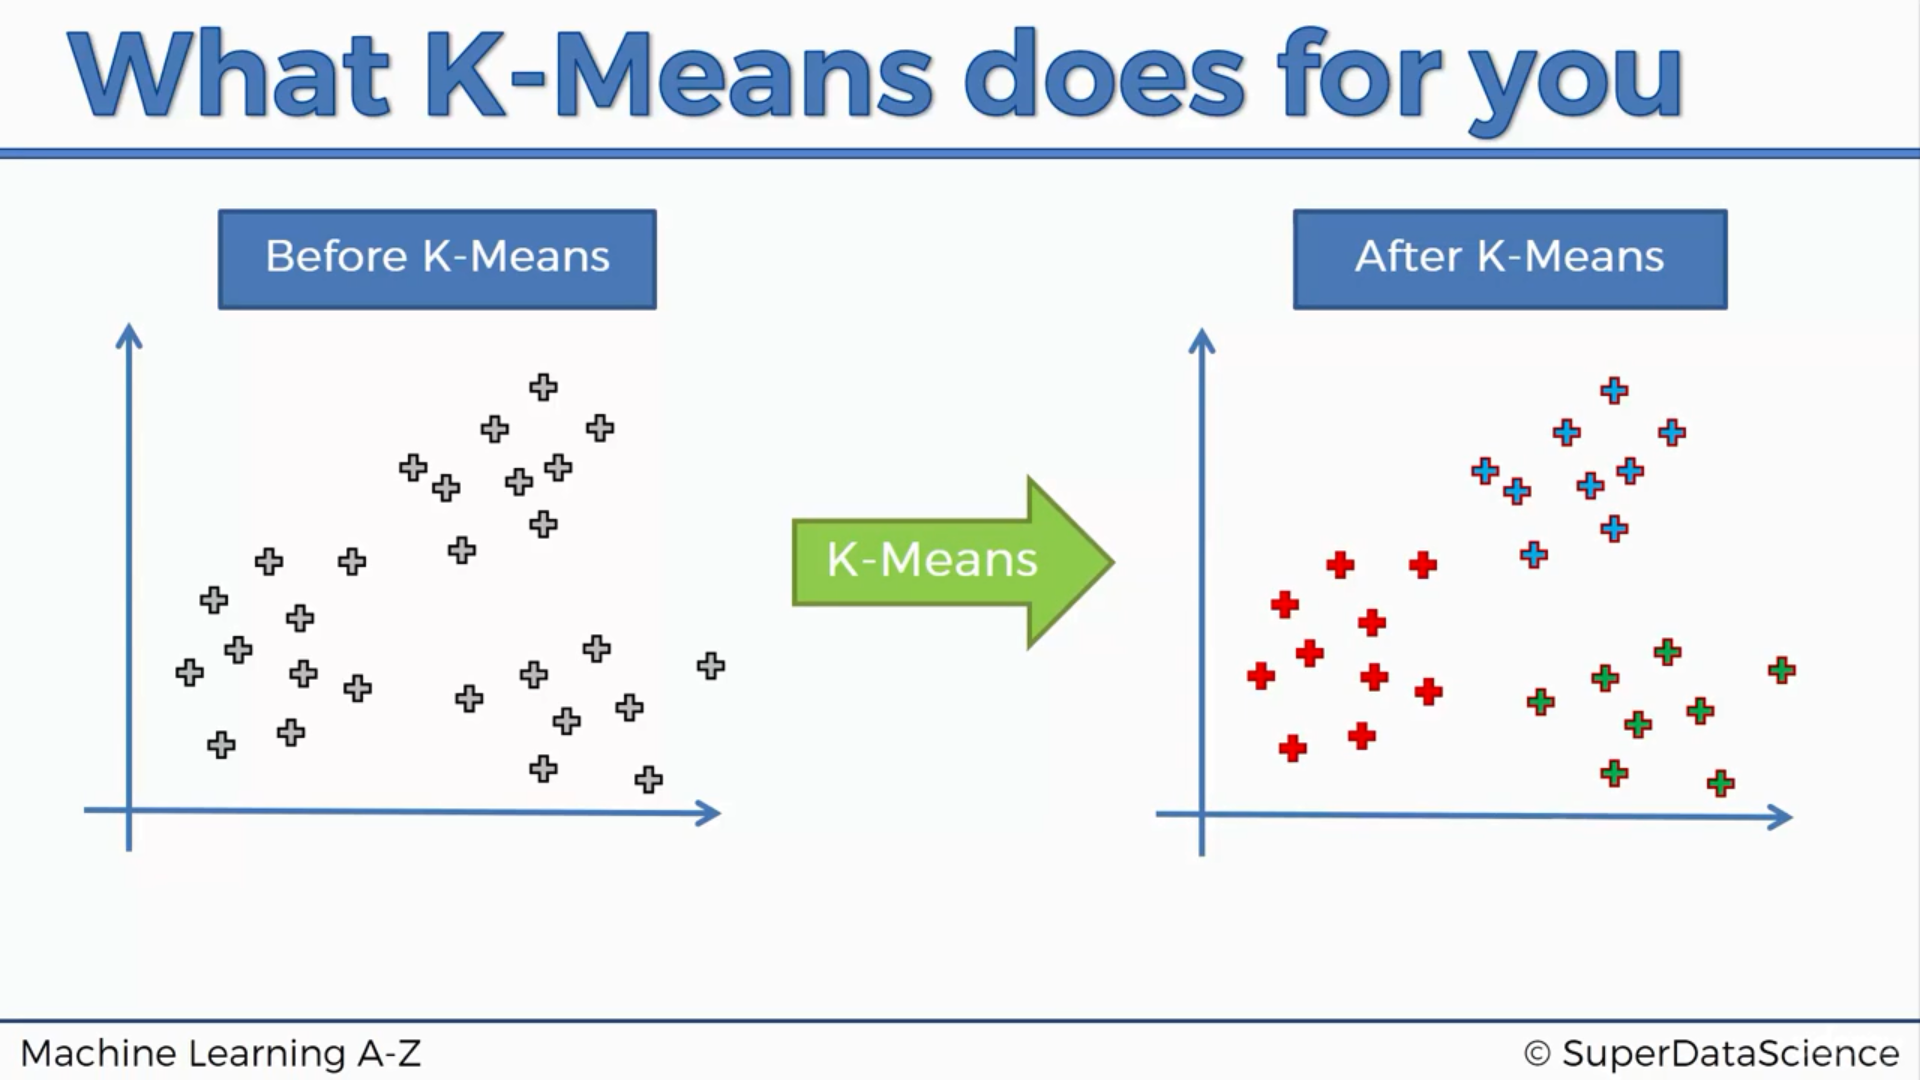 What K-Means does for you
Before K-Means
After K-Means
K-Means
Machine Learning A-Z
© SuperDataScience